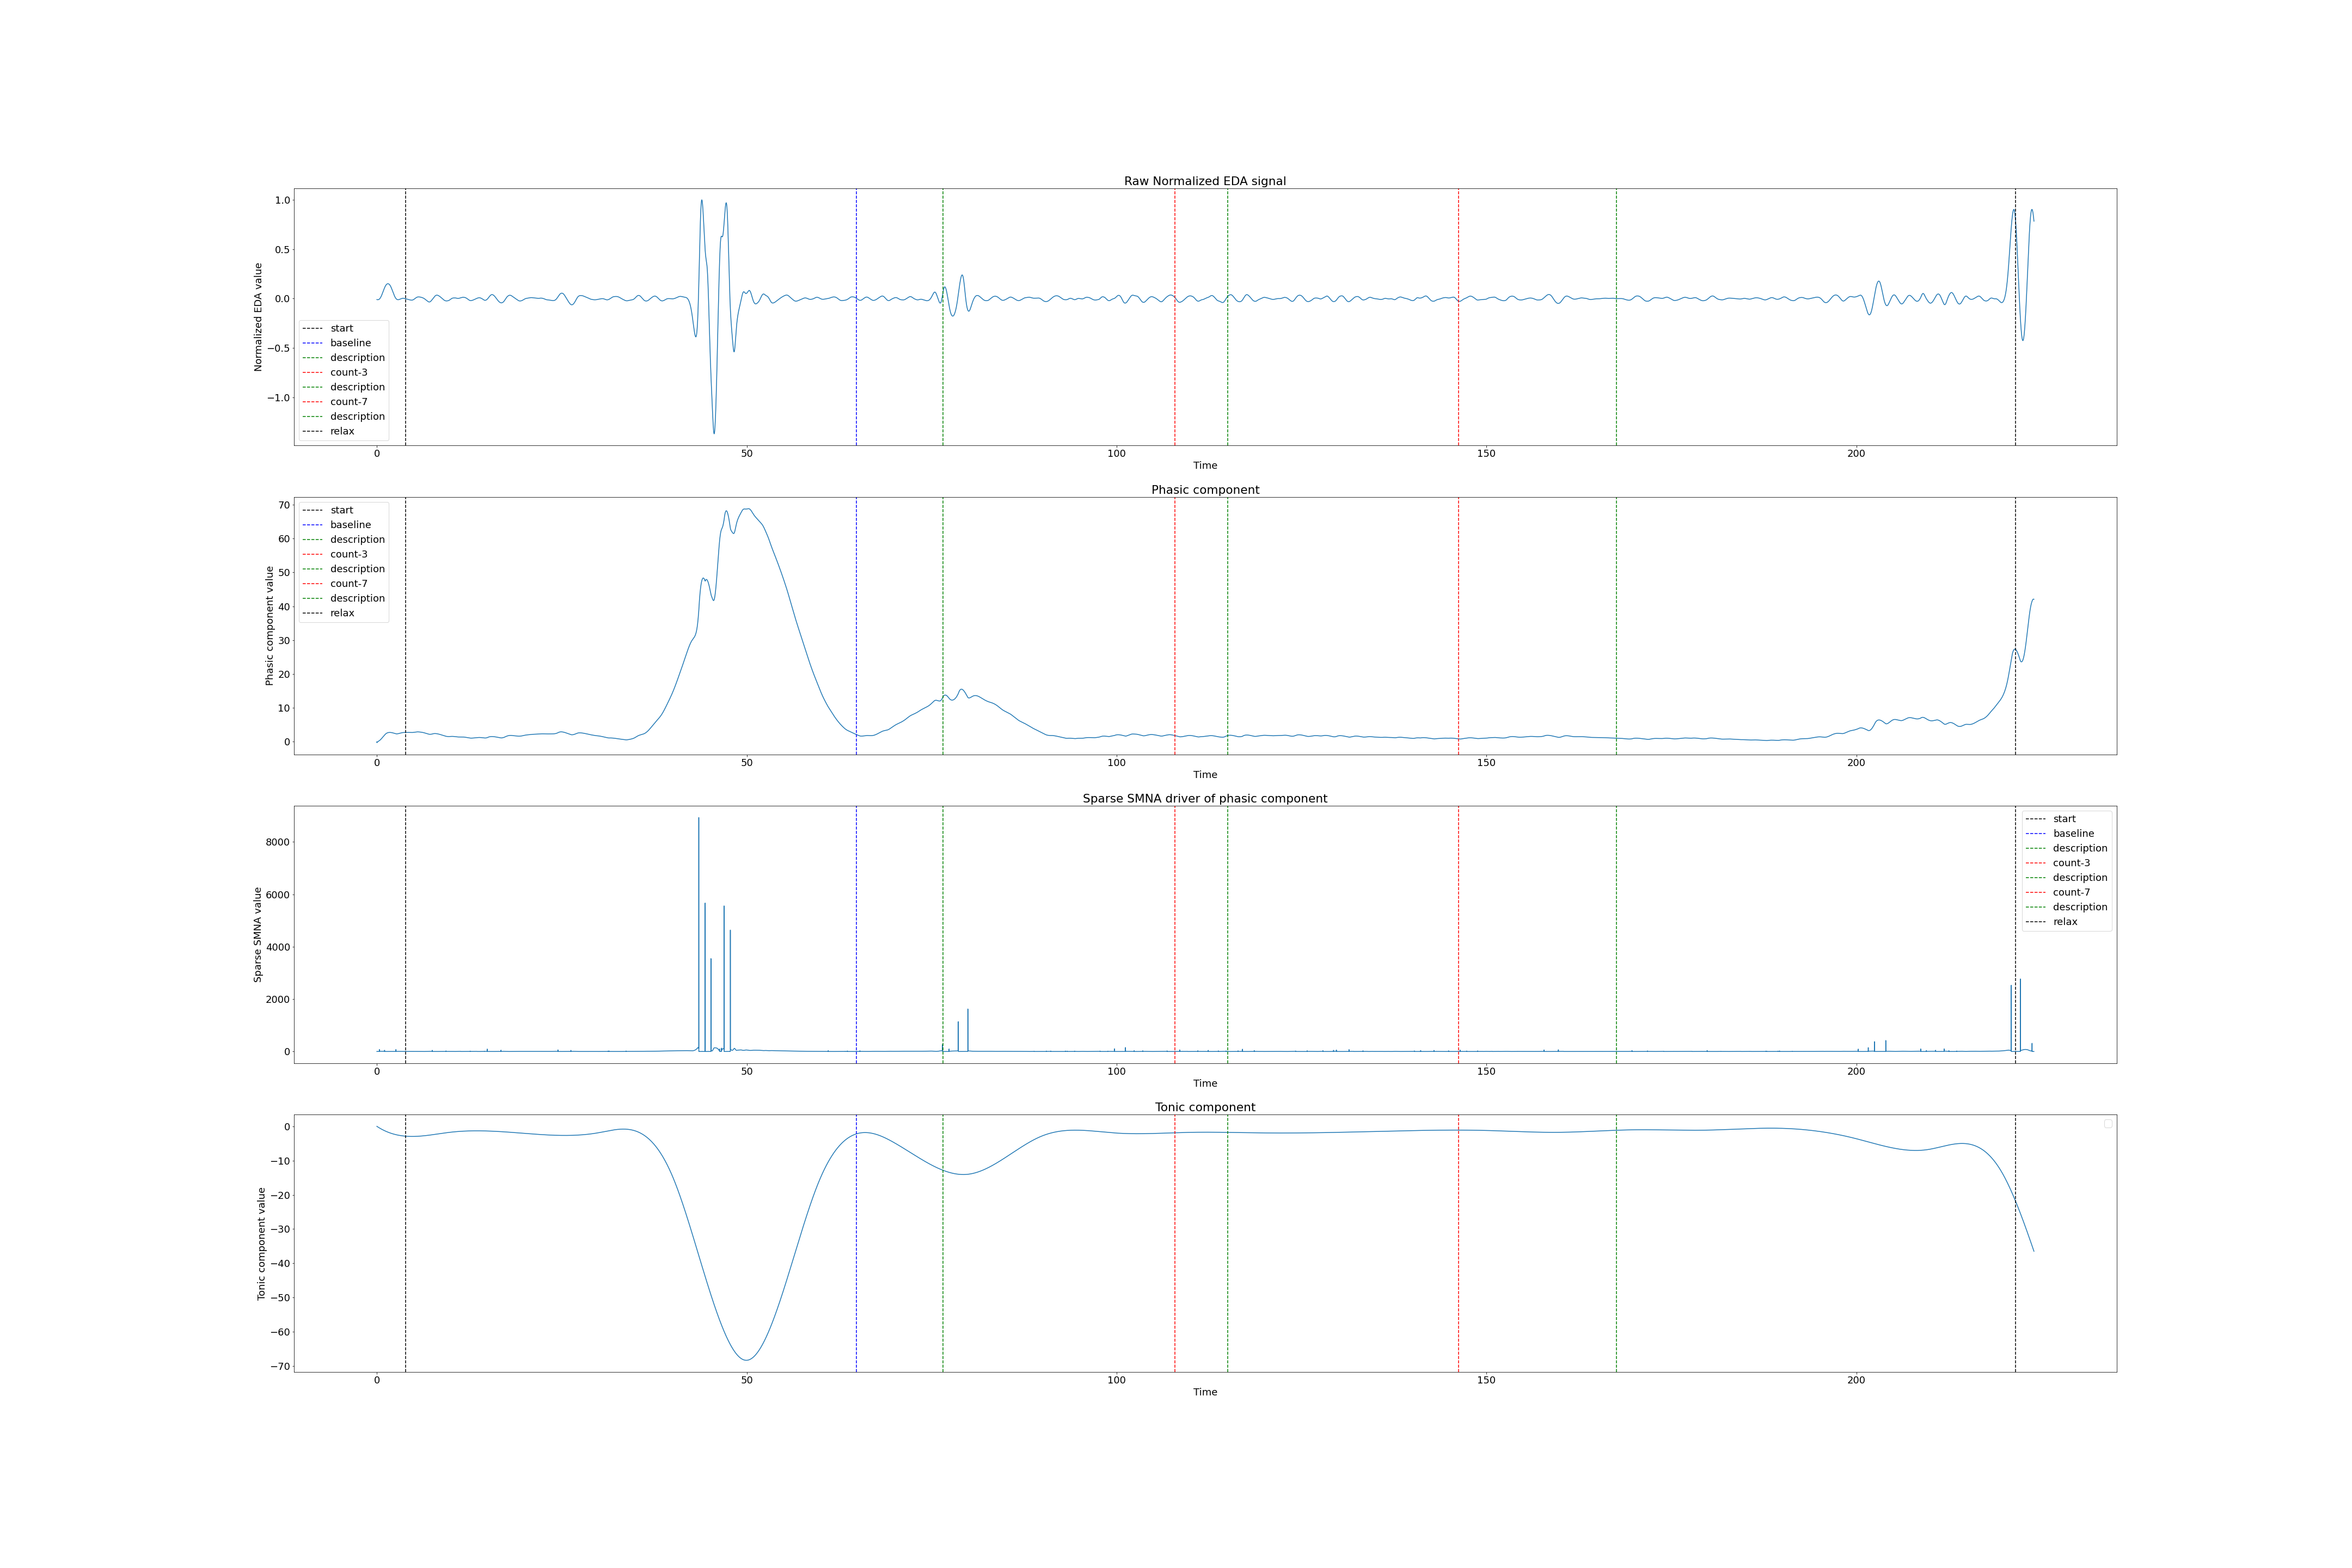 Raw Normalized EDA signal
1.0
0.5
0.0
−0.5
−1.0
Normalized EDA value
start
baseline
description
count-3
description
count-7
description
relax
0 50 100 150 200
Time
Phasic component
70
60
50
40
30
20
10
0
Phasic component value
start
baseline
description
count-3
description
count-7
description
relax
0 50 100 150 200
Time
Sparse SMNA driver of phasic component
8000
6000
4000
2000
0
Sparse SMNA value
start
baseline
description
count-3
description
count-7
description
relax
0 50 100 150 200
Time
Tonic component
0
−10
−20
−30
−40
−50
−60
−70
Tonic component value
0 50 100 150 200
Time